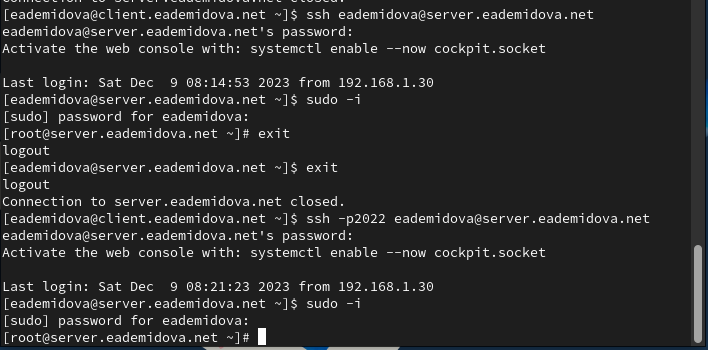 Connection to server.eademidova.net closed.
[eademidova@client.eademidova.net ~]$ ssh eademidova@server.eademidova.net
eademidova@server.eademidova.net's password:
Activate the web console with: systemctl enable --now cockpit.socket
Last login: Sat Dec  9 08:14:53 2023 from 192.168.1.30
[eademidova@server.eademidova.net ~]$ sudo -i
[sudo] password for eademidova:
[root@server.eademidova.net ~]# exit
logout
[eademidova@server.eademidova.net ~]$ exit
logout
Connection to server.eademidova.net closed.
[eademidova@client.eademidova.net ~]$ ssh -p2022 eademidova@server.eademidova.net
eademidova@server.eademidova.net's password:
Activate the web console with: systemctl enable --now cockpit.socket
Last login: Sat Dec  9 08:21:23 2023 from 192.168.1.30
[eademidova@server.eademidova.net ~]$ sudo -i
[sudo] password for eademidova:
[root@server.eademidova.net ~]#